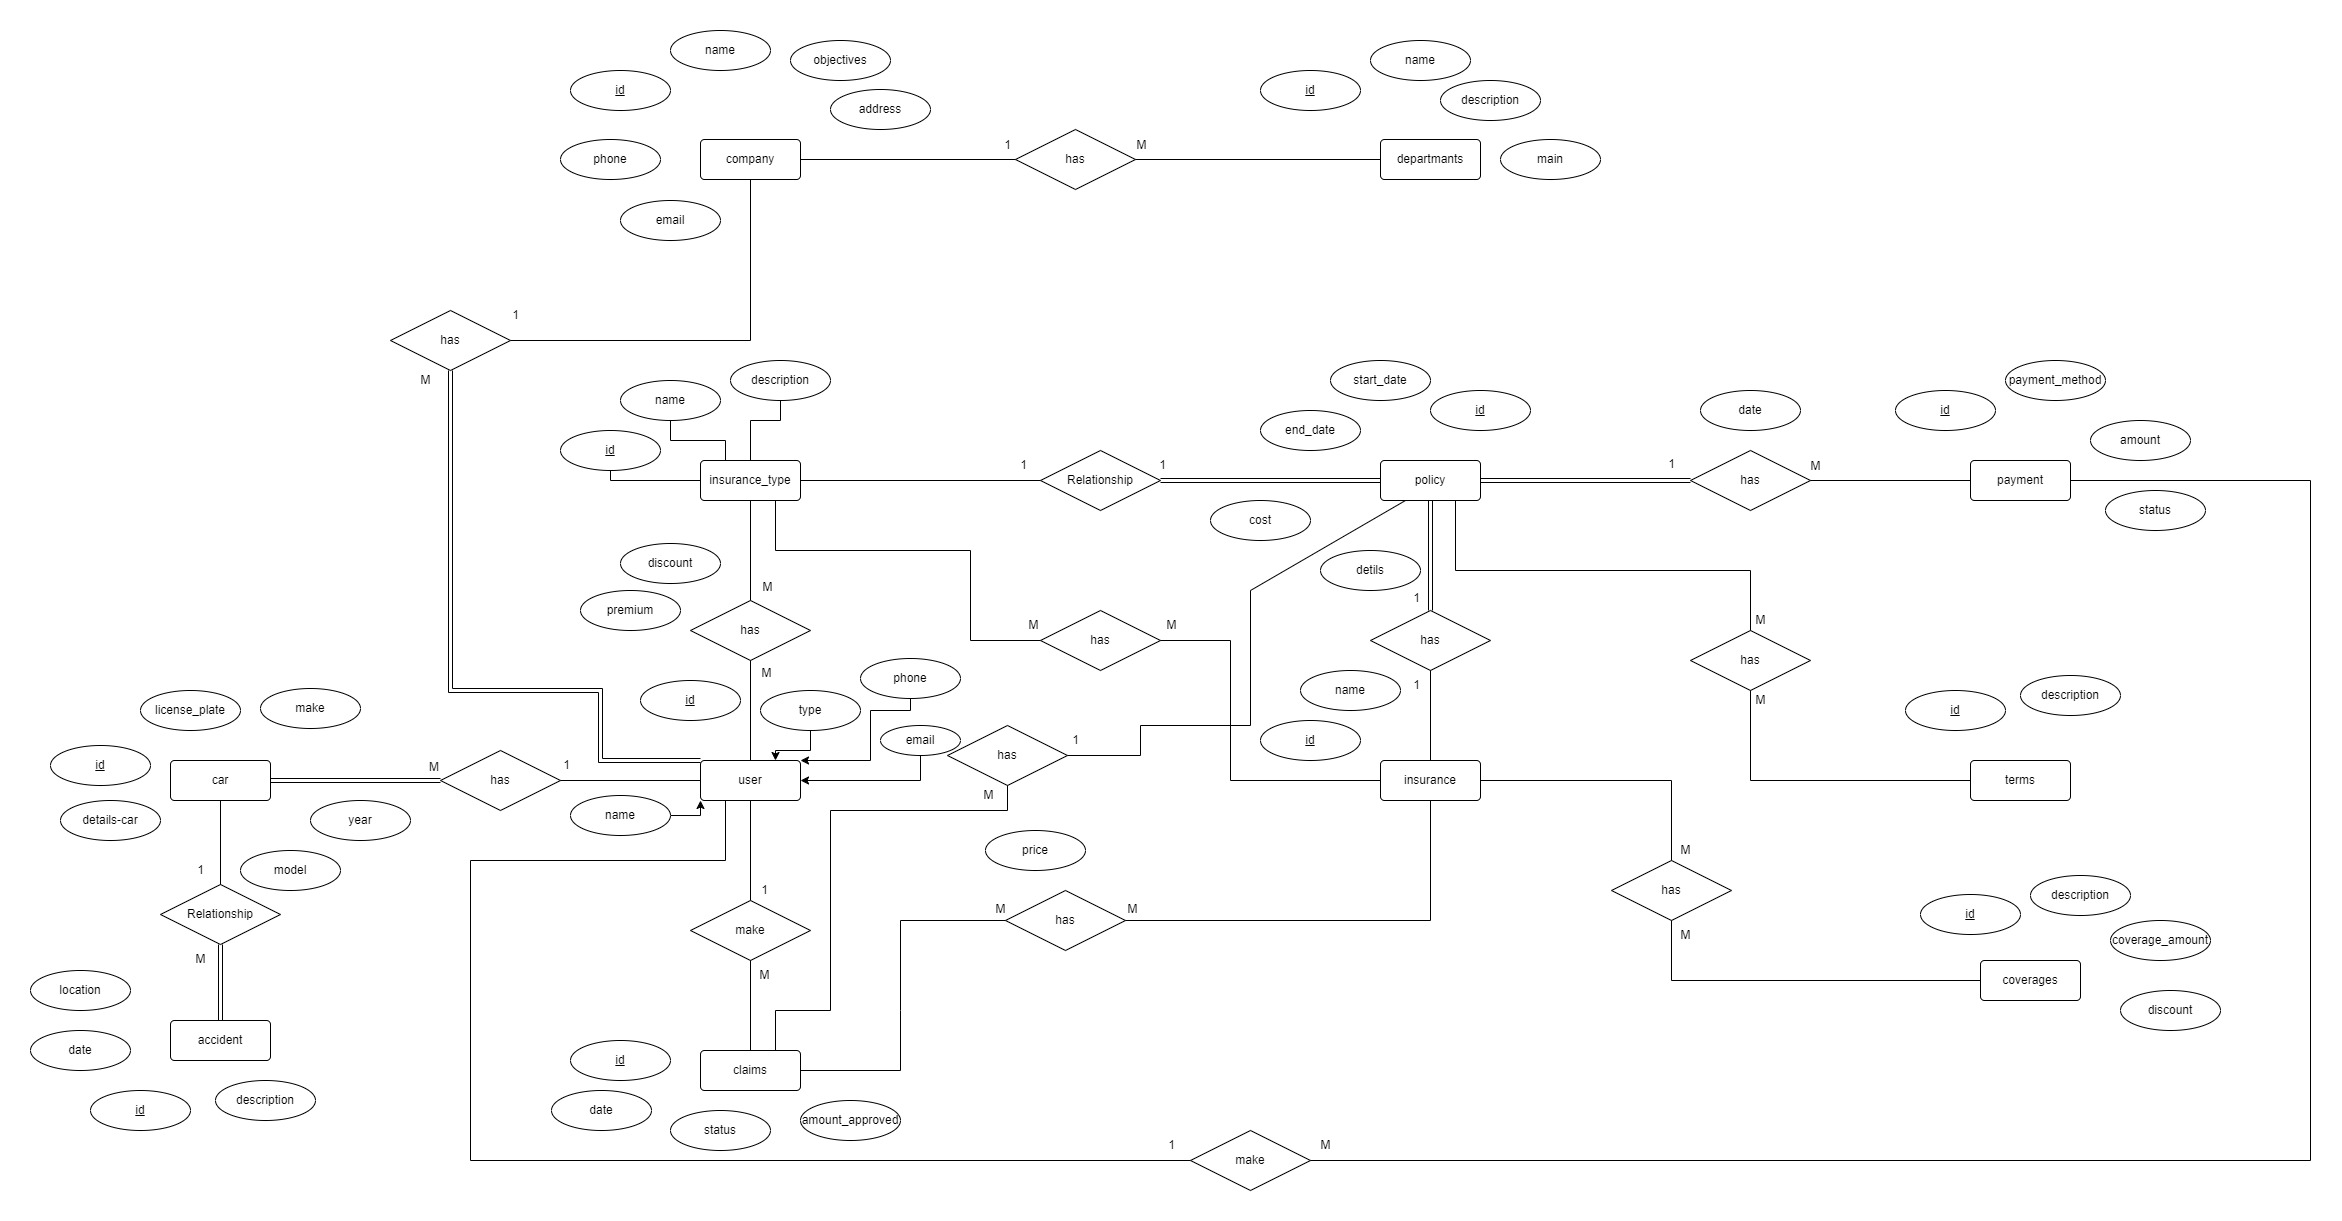 name
objectives
id
address
phone
company
email
1
has
M
id
name
description
departmants
main
has
1
M
description
name
id
insurance_type
1
Relationship
1
start_date
id
end_date
policy
cost
detils
1
has
M
date
payment_method
id
amount
payment
status
discount
premium
M
has
M
M
has
M
1
has
1
M
has
M
id
description
terms
license_plate
make
id
car
details-car
year
model
M
has
1
id
type
phone
email
user
name
has
1
M
name
id
insurance
price
1
Relationship
M
location
date
accident
id
description
1
make
M
M
has
M
M
has
M
id
description
coverage_amount
coverages
discount
id
claims
date
status
amount_approved
1
make
M